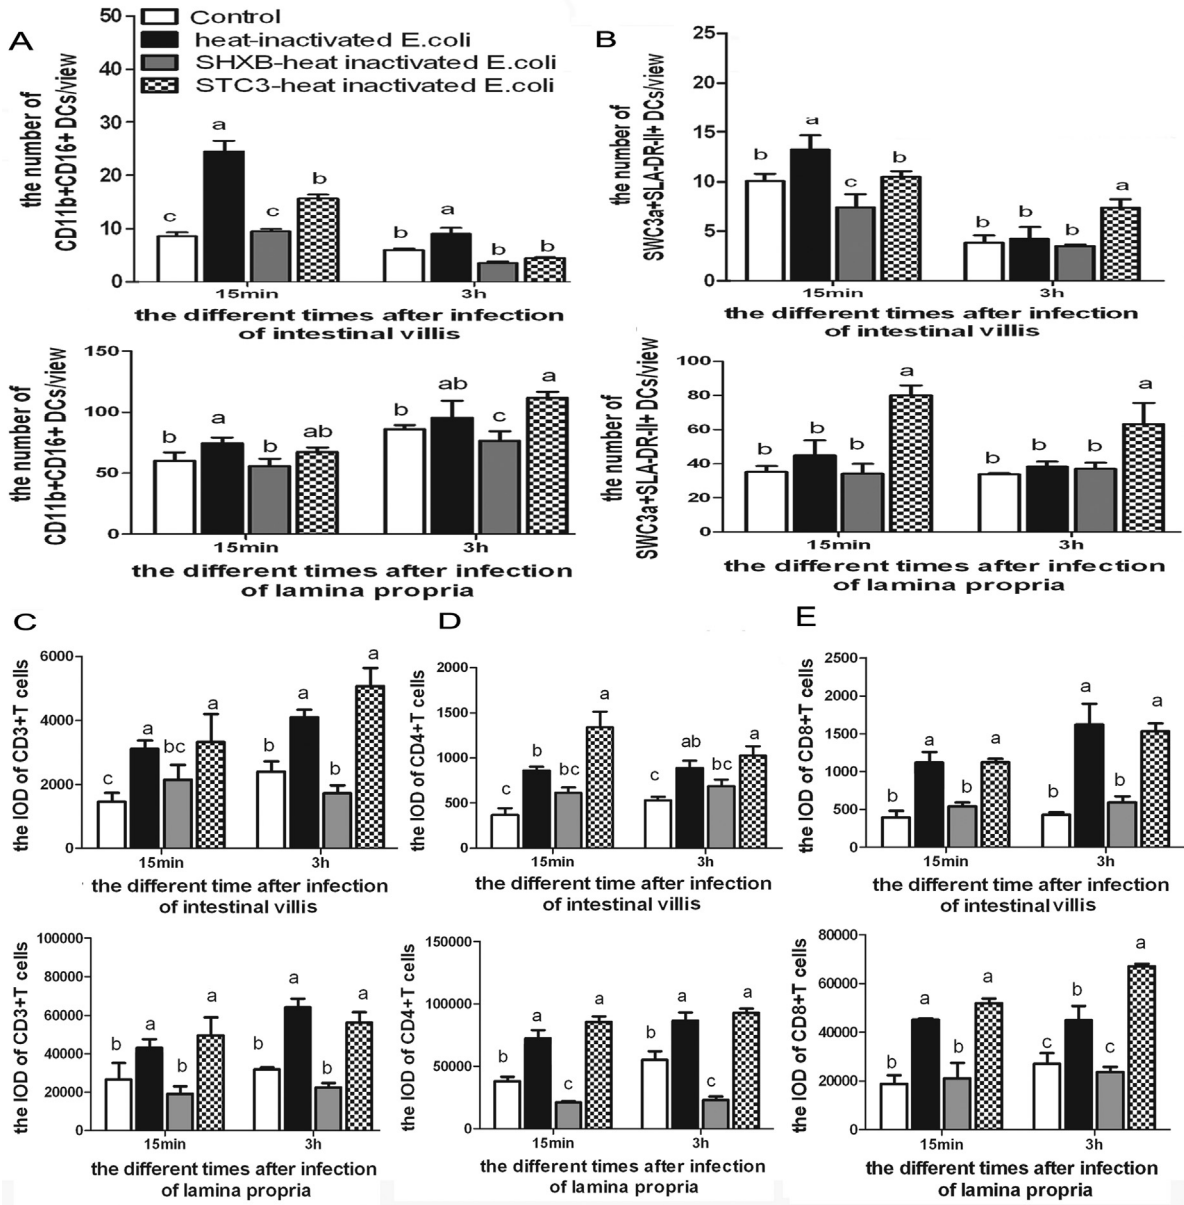 A
the number of
CD11b+CD16+ DCs/view
50
40
30
20
10
0
Control
heat-inactivated E.coli
SHXB-heat inactivated E.coli
STC3-heat inactivated E.coli
c
a
c
b
b
a
b
b
15min
3h
the different times after infection
of intestinal villis
B
the number of
SWC3a+SLA-DR-II+ DCs/view
25
20
15
10
5
0
b
a
c
b
b
b
b
a
15min
3h
the different times after infection
of intestinal villis
the number of
CD11b+CD16+ DCs/view
150
100
50
0
b
a
b
ab
b
ab
c
a
15min
3h
the different times after infection
of lamina propria
the number of
SWC3a+SLA-DR-II+ DCs/view
100
80
60
40
20
0
b
b
b
a
b
b
b
a
15min
3h
the different times after infection
of lamina propria
C
the IOD of CD3+T cells
6000
4000
2000
0
c
a
bc
a
b
a
b
a
15min
3h
the different time after infection
of intestinal villis
D
the IOD of CD4+T cells
2000
1500
1000
500
0
c
b
bc
a
c
ab
bc
a
15min
3h
the different time after infection
of intestinal villis
E
the IOD of CD8+T cells
2500
2000
1500
1000
500
0
b
a
b
a
b
a
b
a
15min
3h
the different time after infection
of intestinal villis
the IOD of CD3+T cells
100000
80000
60000
40000
20000
0
b
a
b
a
b
a
b
a
15min
3h
the different times after infection
of lamina propria
the IOD of CD4+T cells
150000
100000
50000
0
b
a
c
a
b
a
c
a
15min
3h
the different times after infection
of lamina propria
the IOD of CD8+T cells
80000
60000
40000
20000
0
b
a
b
a
c
b
c
a
15min
3h
the different times after infection
of lamina propria